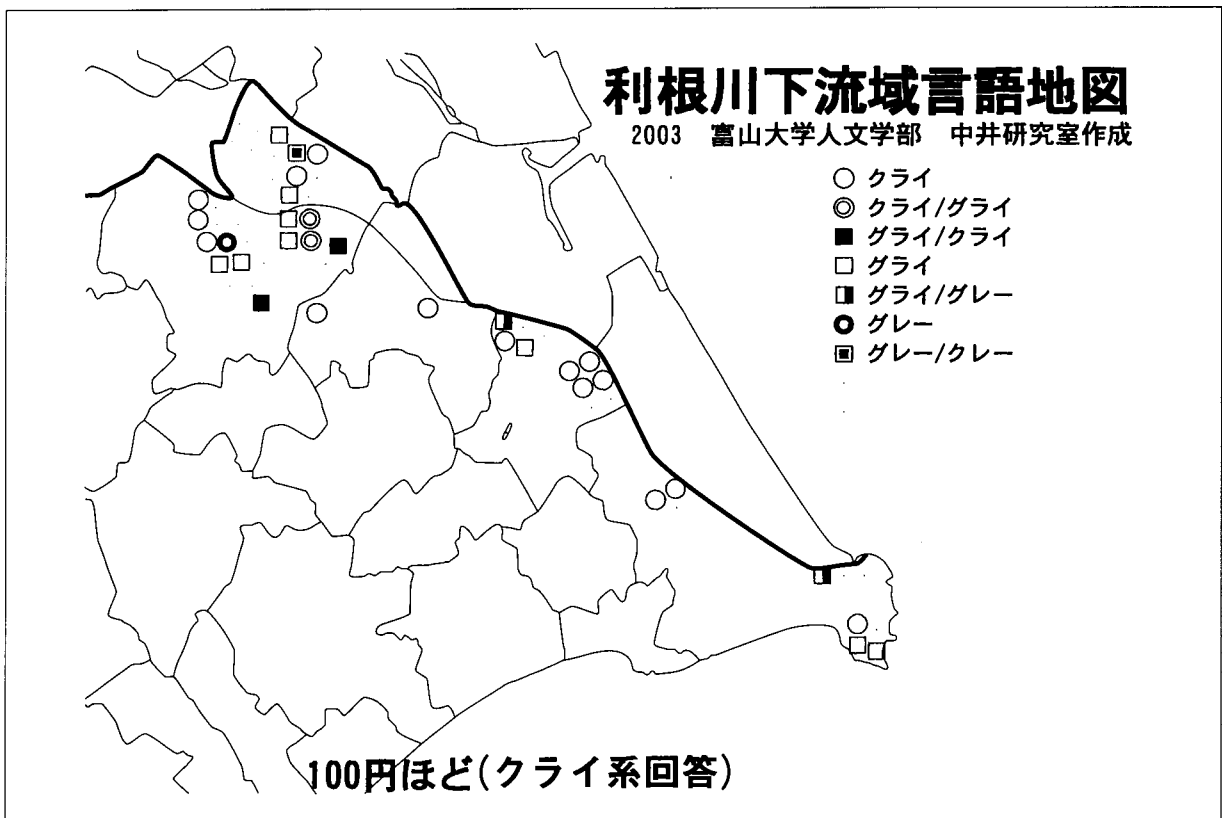 利根川下流域言語地図
2003 富山大学人文学部 中井研究室作成
クライ
クライ/グライ
グライ/クライ
グライ
グライ/グレー
グレー
グレー/クレー
100円ほど(クライ系回答)